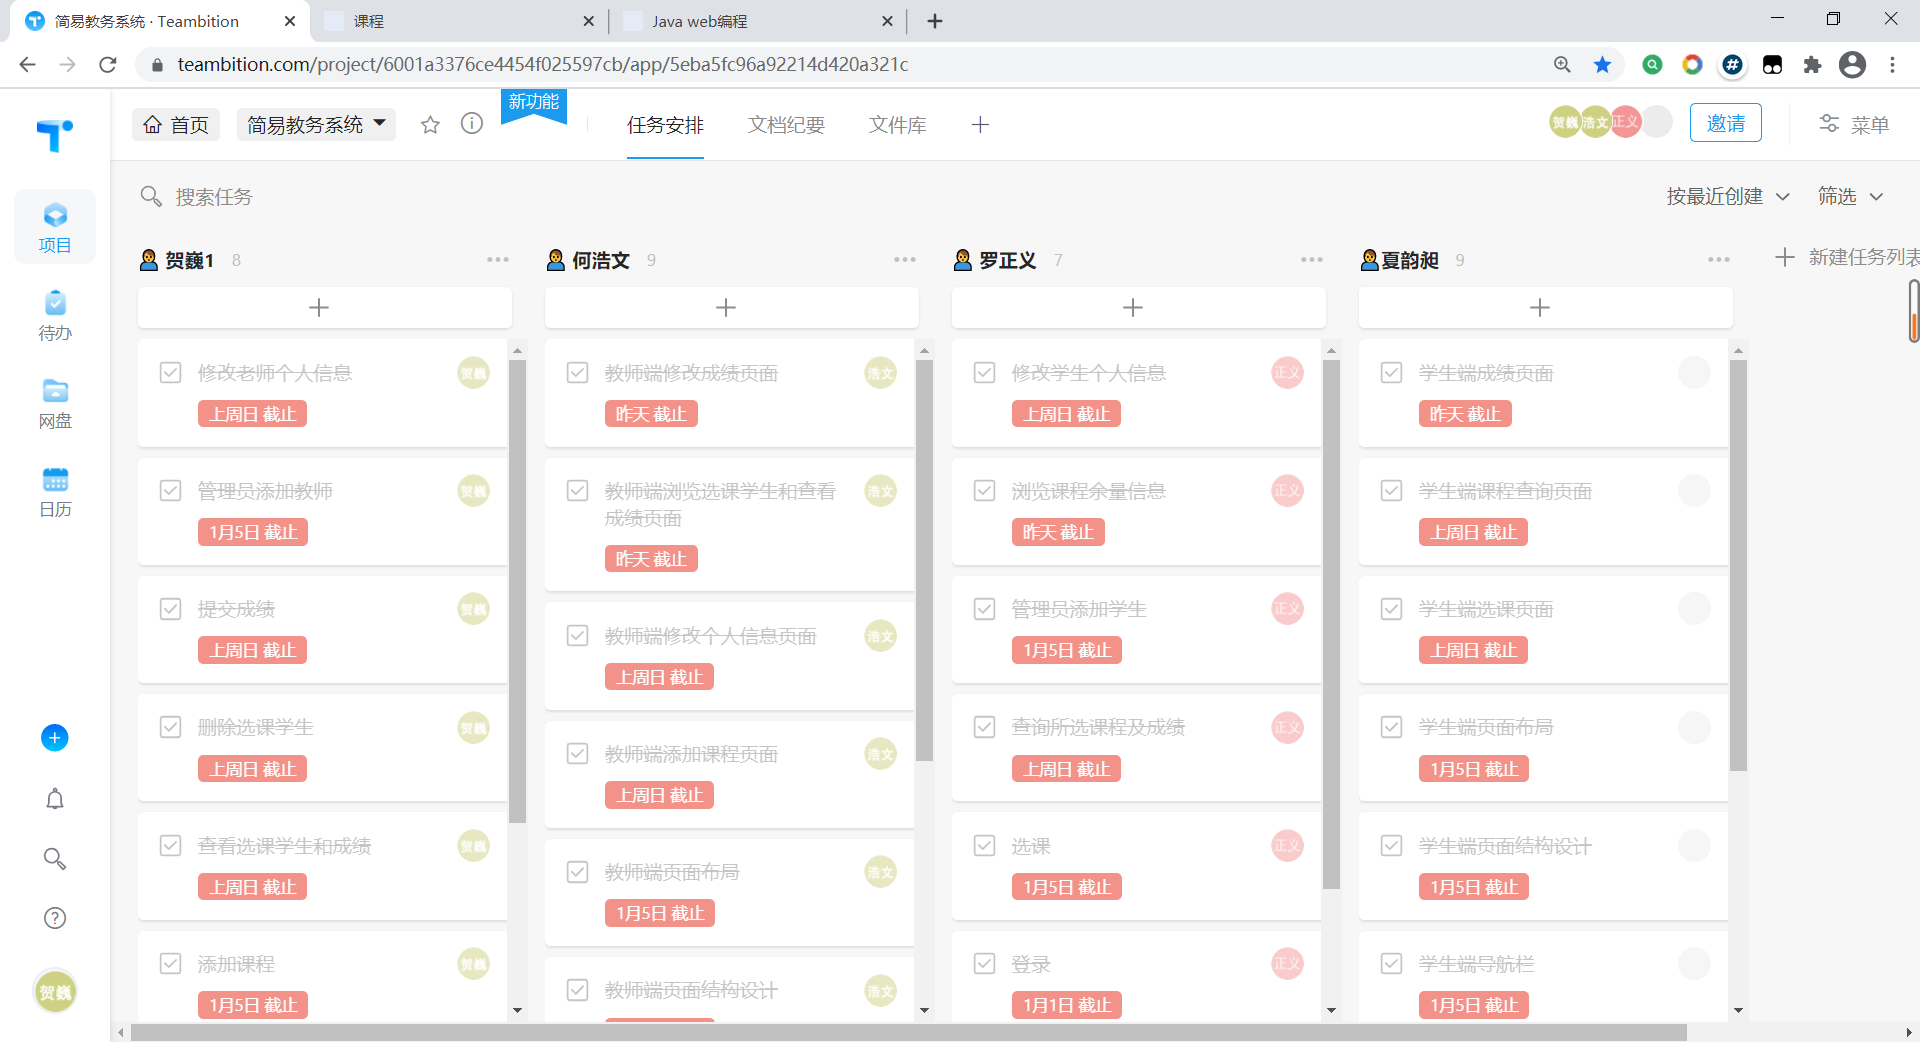 简易教务系统 · Teambition
课程
Java web编程
teambition.com/project/6001a3376ce4454f025597cb/app/5eba5fc96a92214d420a321c
首页
简易教务系统
新功能
任务安排
文档纪要
文件库
贺巍
浩文
正义
邀请
菜单
项目
待办
网盘
日历
贺巍
搜索任务
按最近创建
筛选
贺巍1 8
修改老师个人信息
贺巍
上周日 截止
管理员添加教师
贺巍
1月5日 截止
提交成绩
贺巍
上周日 截止
删除选课学生
贺巍
上周日 截止
查看选课学生和成绩
贺巍
上周日 截止
添加课程
贺巍
1月5日 截止
何浩文 9
教师端修改成绩页面
浩文
昨天 截止
教师端浏览选课学生和查看
成绩页面
浩文
昨天 截止
教师端修改个人信息页面
浩文
上周日 截止
教师端添加课程页面
浩文
上周日 截止
教师端页面布局
浩文
1月5日 截止
教师端页面结构设计
浩文
罗正义 7
修改学生个人信息
正义
上周日 截止
浏览课程余量信息
正义
昨天 截止
管理员添加学生
正义
1月5日 截止
查询所选课程及成绩
正义
上周日 截止
选课
正义
1月5日 截止
登录
正义
1月1日 截止
夏韵昶 9
学生端成绩页面
昨天 截止
学生端课程查询页面
上周日 截止
学生端选课页面
上周日 截止
学生端页面布局
1月5日 截止
学生端页面结构设计
1月5日 截止
学生端导航栏
1月5日 截止
新建任务列表